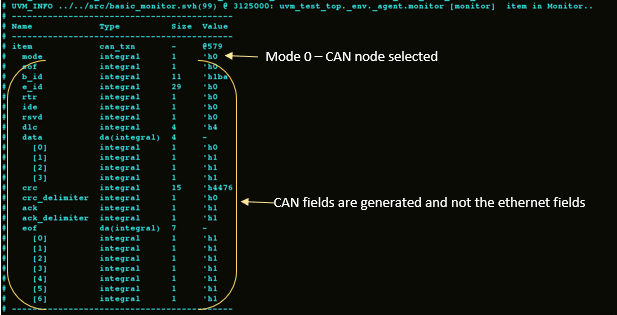 # UVM_INFO ../../src/basic_monitor.svh(99) @ 3125000: uvm_test_top._env._agent.monitor [monitor]  item in Monitor..
# ------------------------------------------
# Name           Type         Size  Value
# ------------------------------------------
# item           can_txn      -     @579
#   mode         integral     1     'h0
#   sof          integral     1     'h0
#   b_id         integral     11    'h1ba
#   e_id         integral     29    'h0
#   rtr          integral     1     'h0
#   ide          integral     1     'h0
#   rsvd         integral     1     'h0
#   dlc          integral     4     'h4
#   data         da(integral) 4     -
#     [0]        integral     1     'h0
#     [1]        integral     1     'h1
#     [2]        integral     1     'h1
#     [3]        integral     1     'h1
#   crc          integral     15    'h4476
#   crc_delimiter integral    1     'h0
#   ack          integral     1     'h1
#   ack_delimiter integral    1     'h1
#   eof          da(integral) 7     -
#     [0]        integral     1     'h1
#     [1]        integral     1     'h1
#     [2]        integral     1     'h1
#     [3]        integral     1     'h1
#     [4]        integral     1     'h1
#     [5]        integral     1     'h1
#     [6]        integral     1     'h1
# ------------------------------------------
Mode 0 – CAN node selected
CAN fields are generated and not the ethernet fields